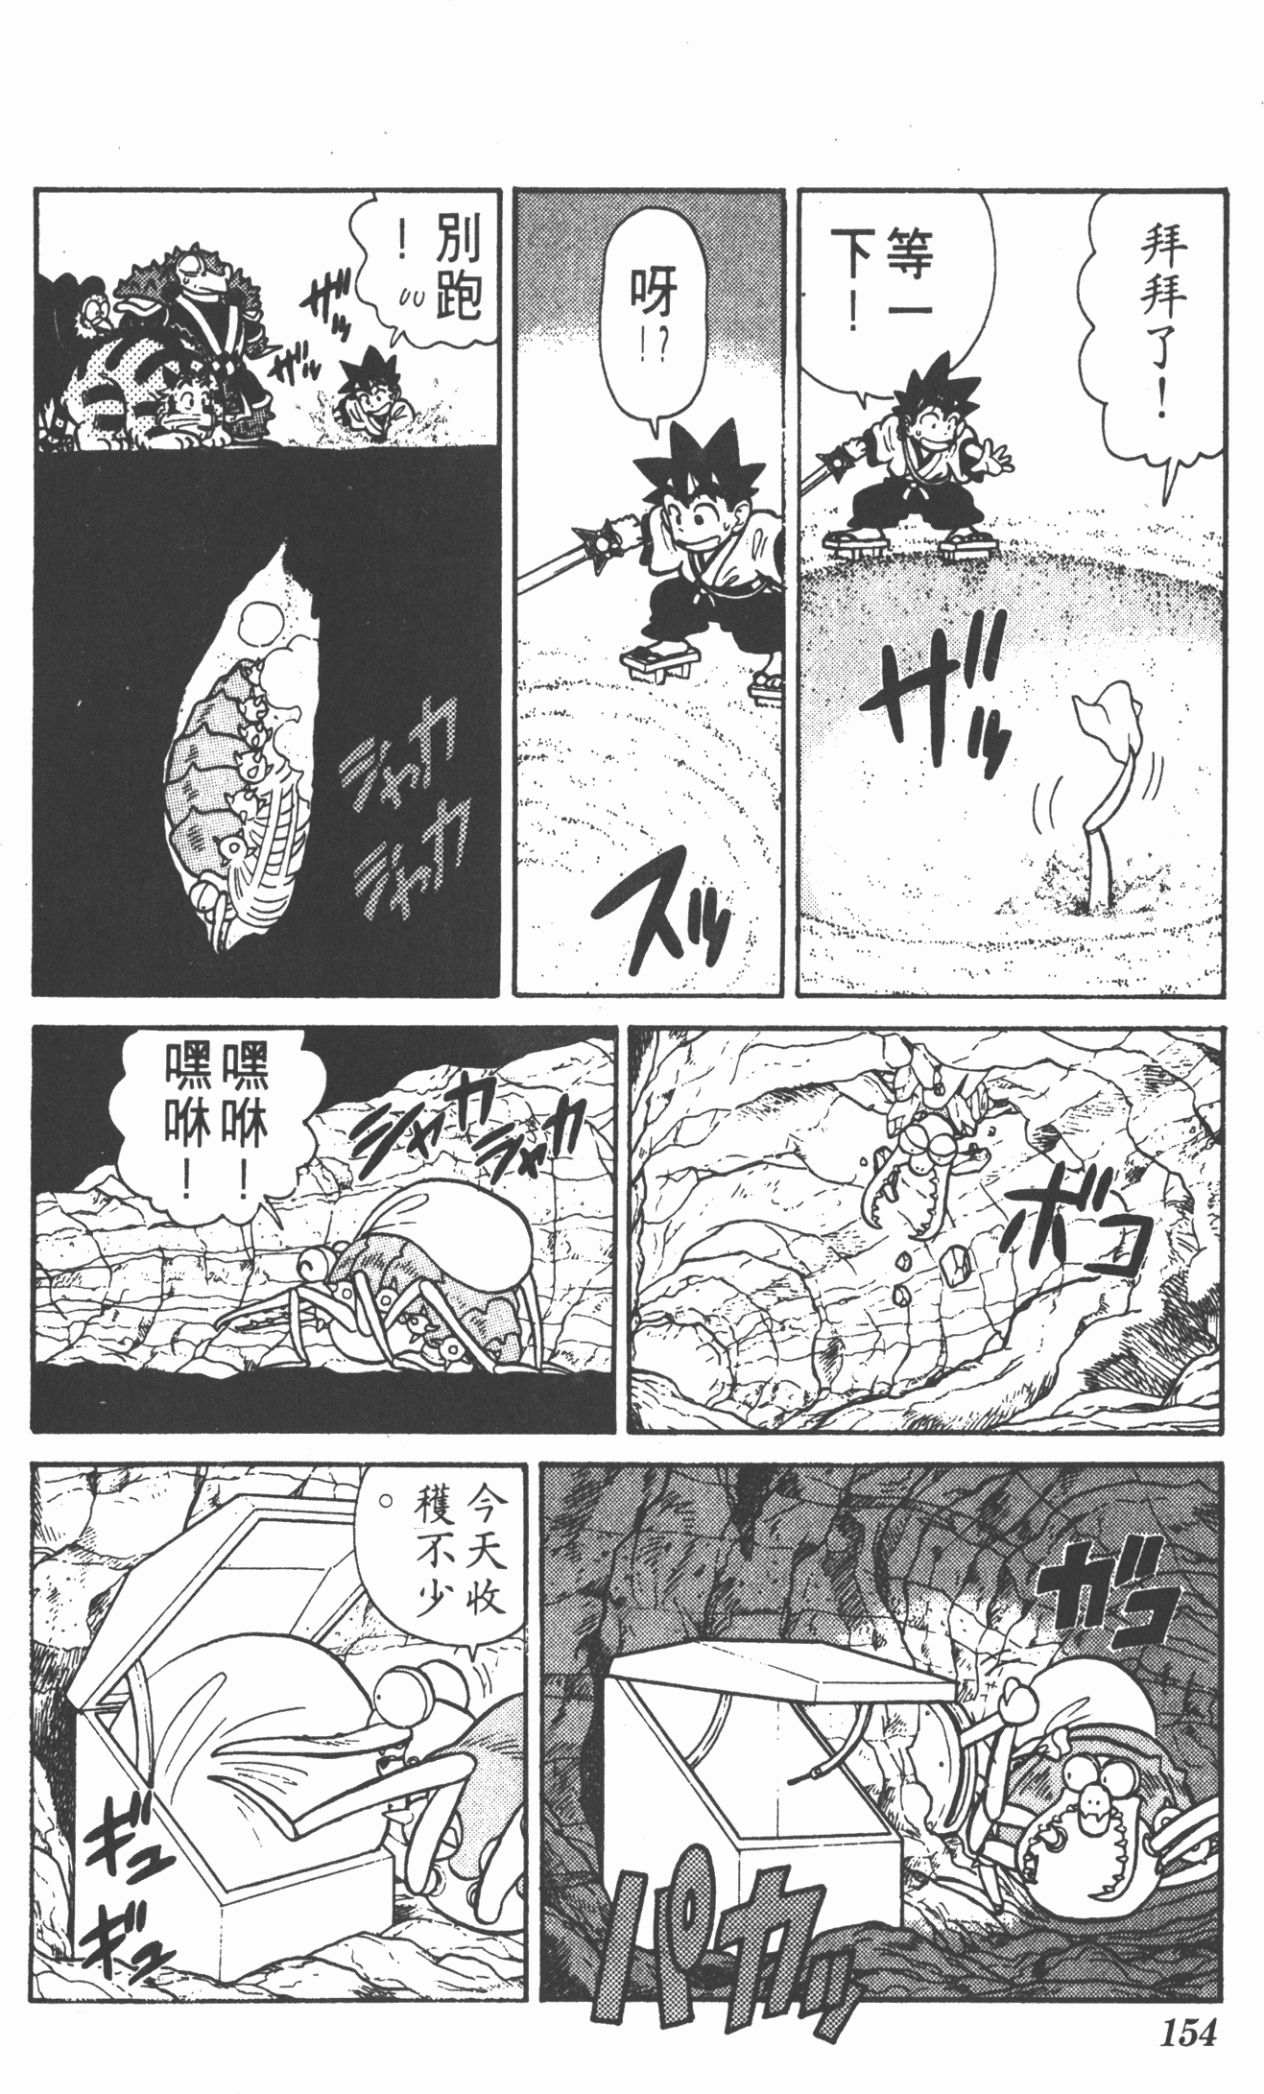 拜拜了！
等一
下！
ザッ
呀!?
スッ
別跑
！
ザッ
ザッ
ジャカ
ジャカ
ボコ
嘿咻！
嘿咻！
シャカ
シャカ
ガコ
パカッ
今天收
穫不少
。
ギュ
ギュ
154